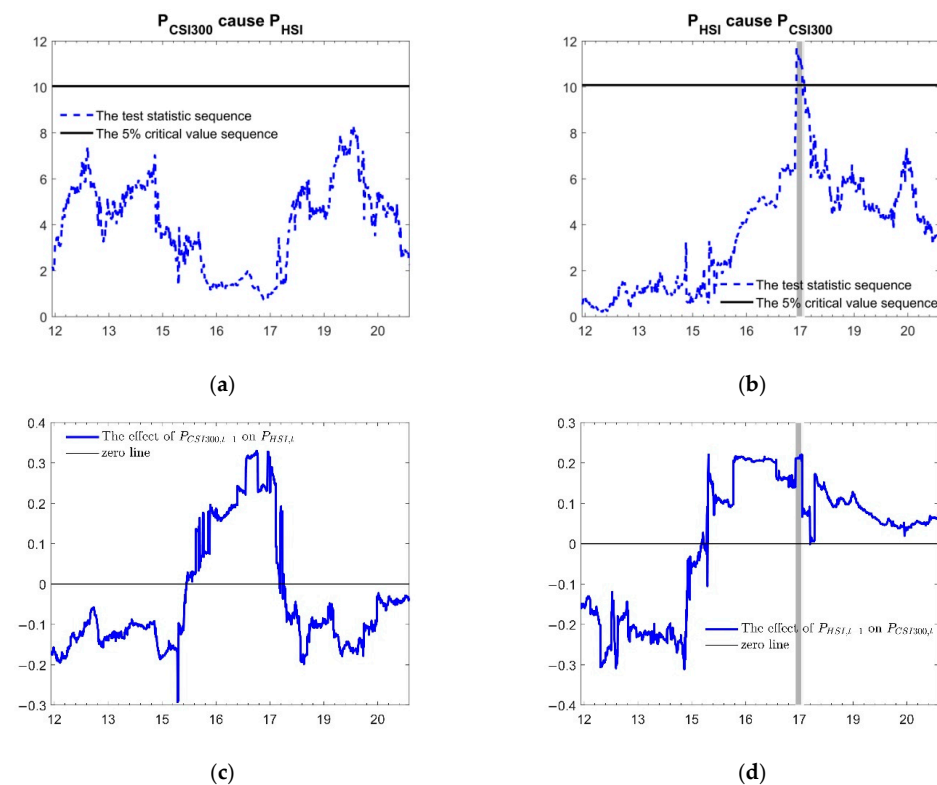 P_CSI300 cause P_HSI
12
10
8
6
4
2
0
The test statistic sequence
The 5% critical value sequence
12 13 15 16 17 19 20
(a)
P_HSI cause P_CSI300
12
10
8
6
4
2
0
The test statistic sequence
The 5% critical value sequence
12 13 15 16 17 19 20
(b)
0.4
0.3
0.2
0.1
0
−0.1
−0.2
−0.3
The effect of P_CSI300,t−1 on P_HSI,t
zero line
12 13 15 16 17 19 20
(c)
0.4
0.3
0.2
0.1
0
−0.1
−0.2
−0.3
−0.4
The effect of P_HSI,t−1 on P_CSI300,t
zero line
12 13 15 16 17 19 20
(d)